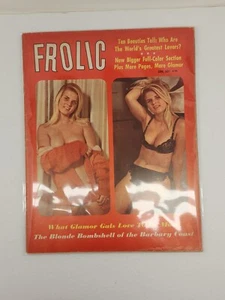 FROLIC
Ten Beauties Tell: Who Are
The World's Greatest Lovers?
New Bigger Full-Color Section
Plus More Pages, More Glamor
What Glamor Gals Love
The Blonde Bombshell of the Barbary Coast